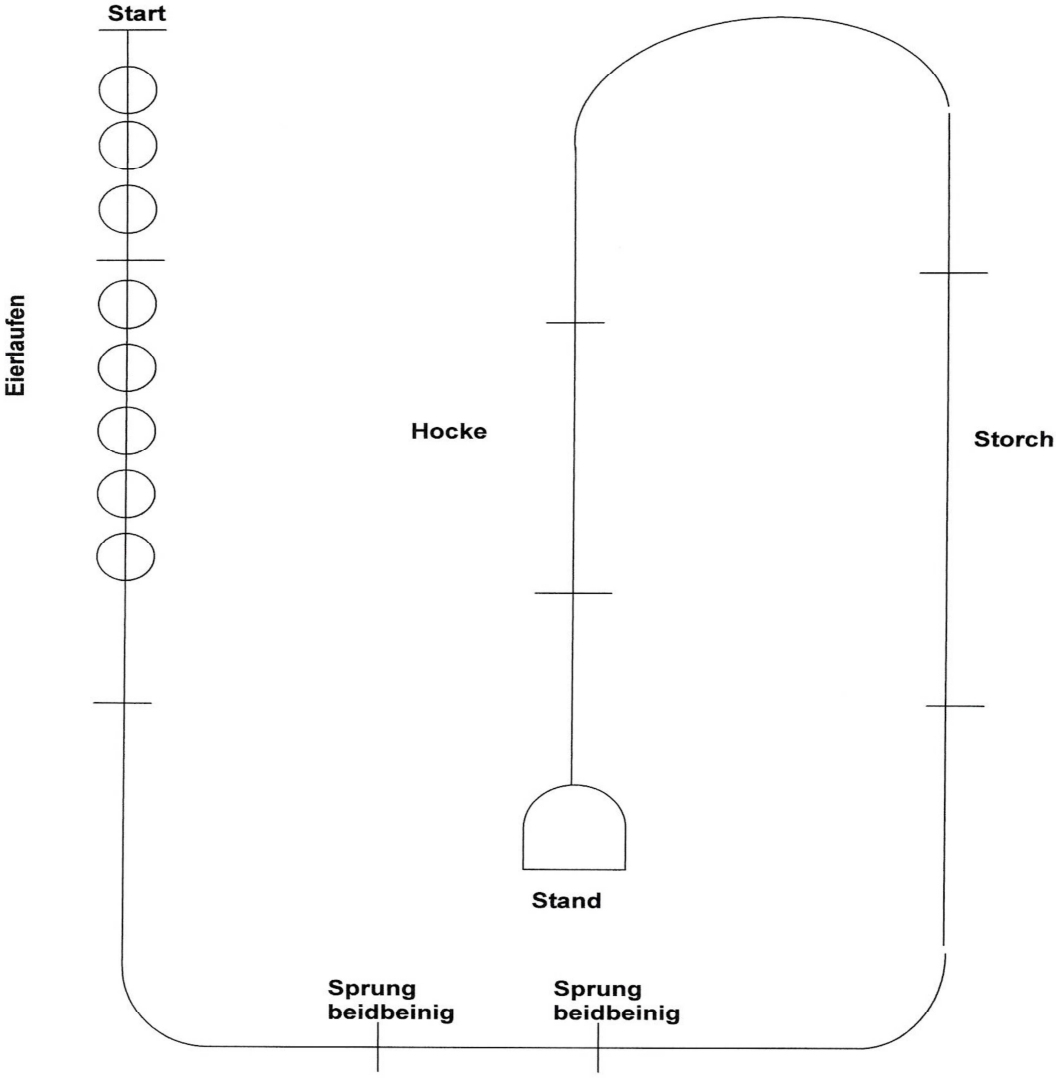 Start
Eierlaufen
Hocke
Storch
Stand
Sprung
beidbeinig
Sprung
beidbeinig